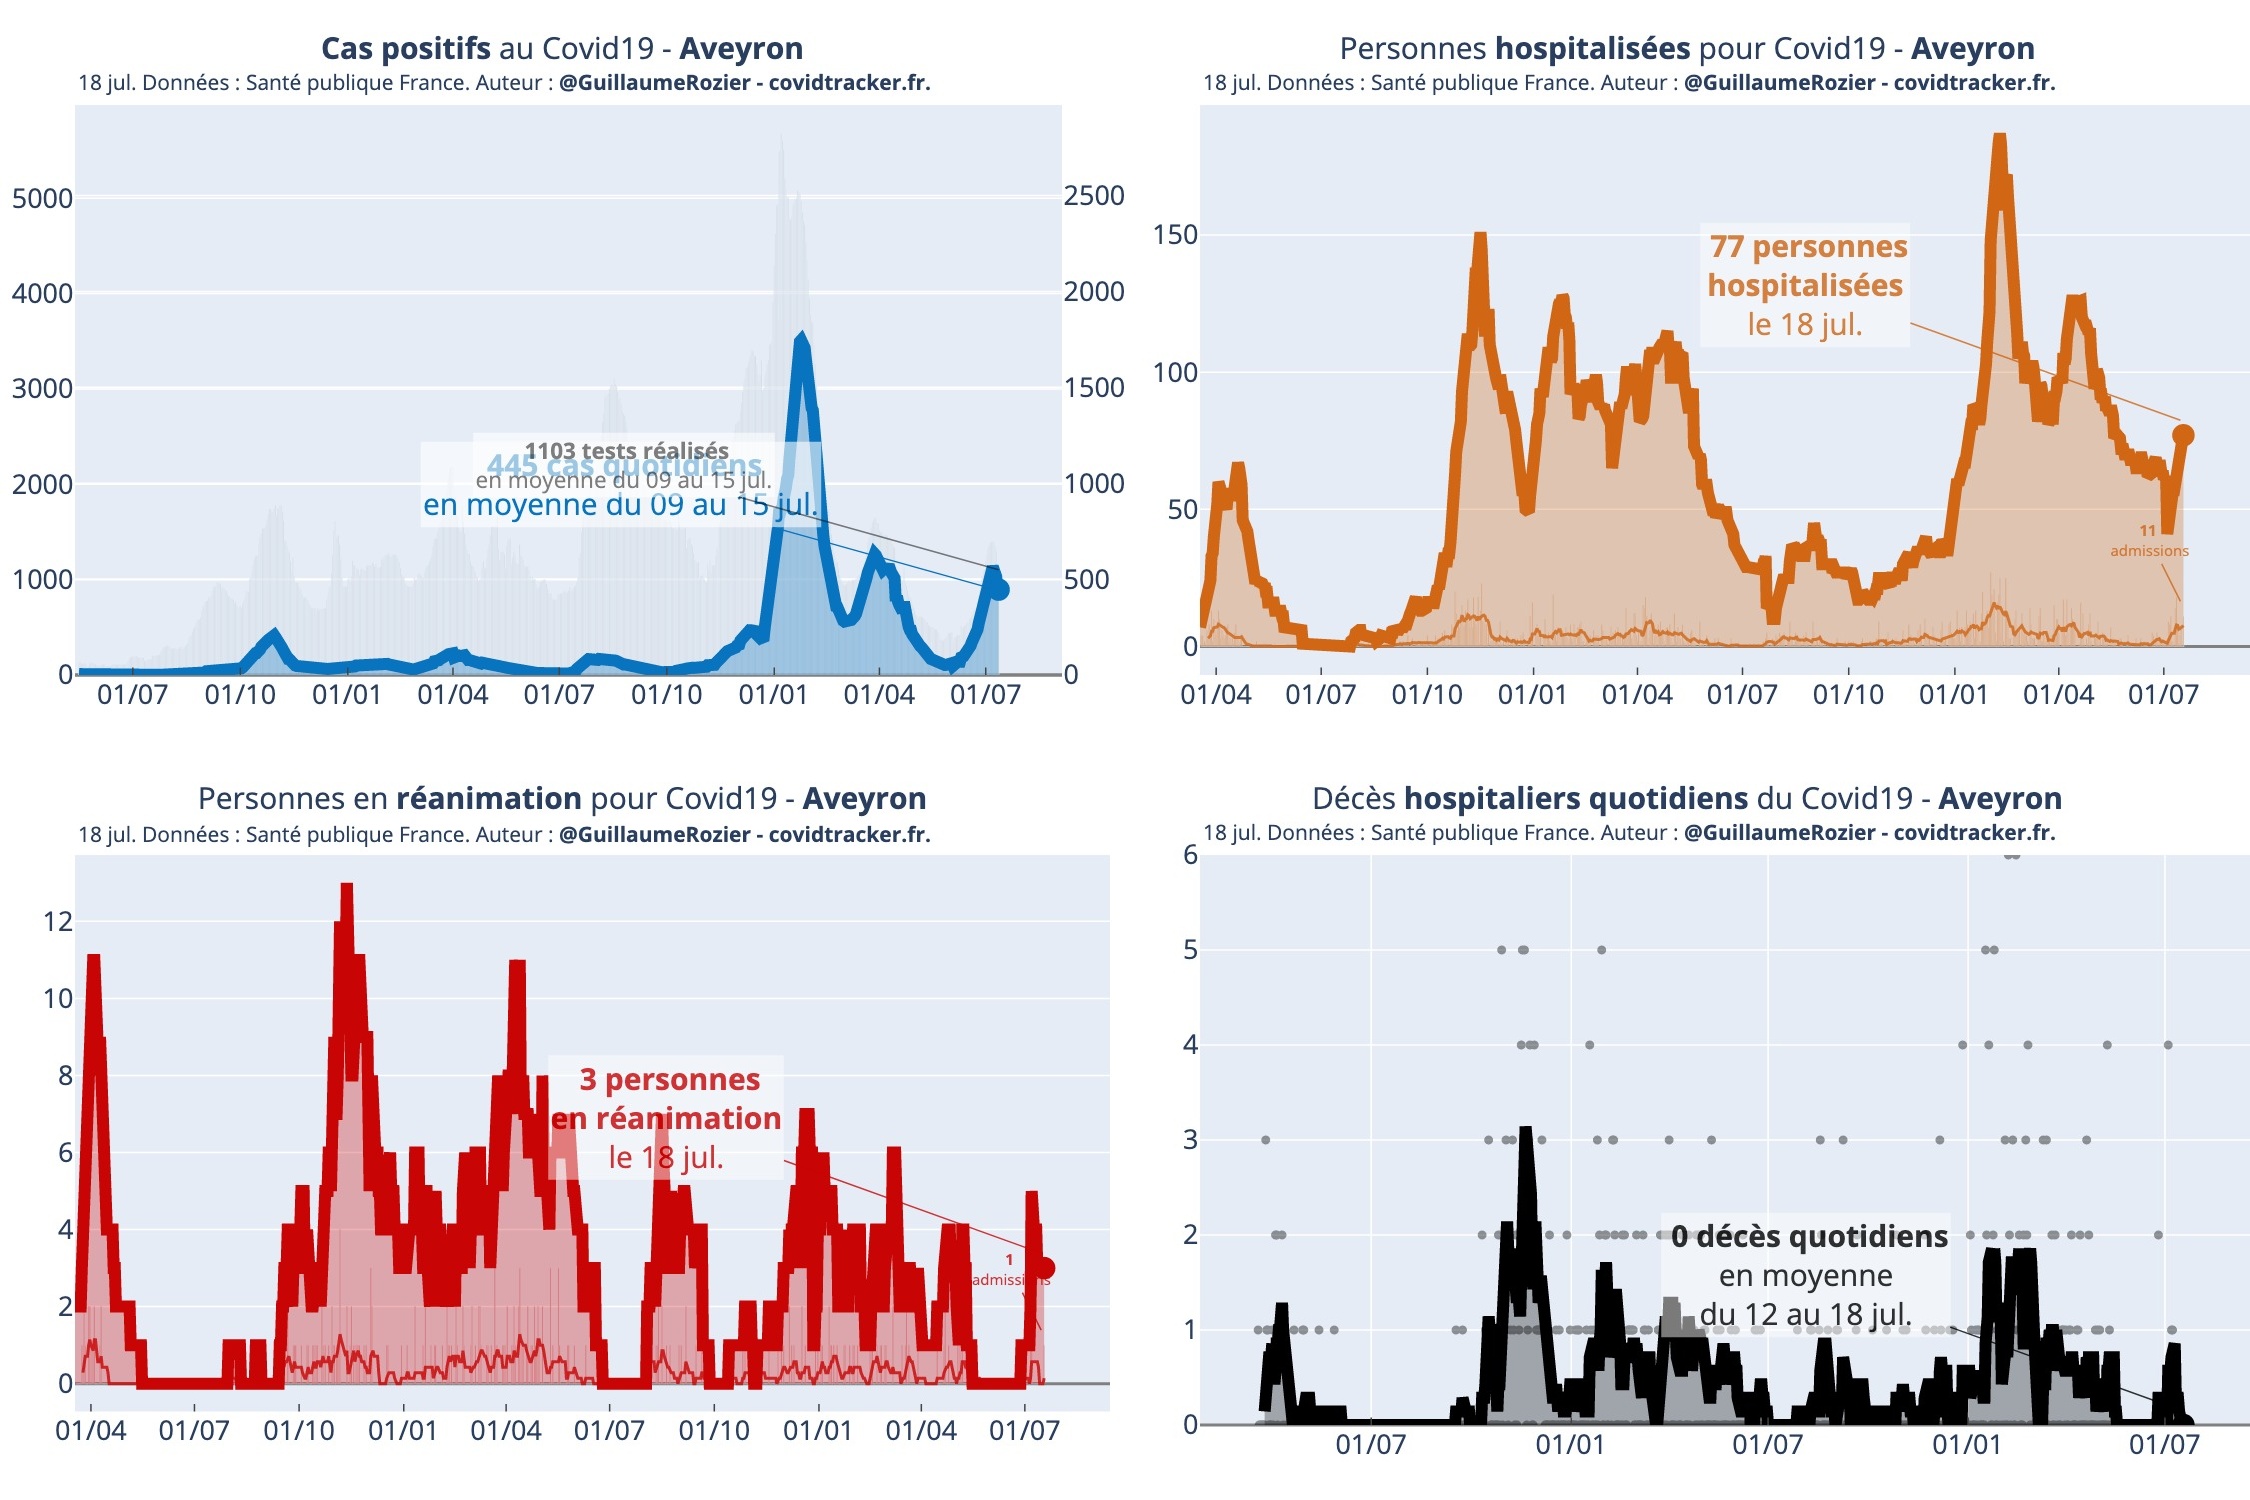 Cas positifs au Covid19 - Aveyron
18 jul. Données : Santé publique France. Auteur : @GuillaumeRozier - covidtracker.fr.
5000
4000
3000
2000
1000
0
2500
2000
1500
1000
500
0
1103 tests réalisés
445 cas quotidiens
en moyenne du 09 au 15 jul.
en moyenne du 09 au 15 jul.
01/07 01/10 01/01 01/04 01/07 01/10 01/01 01/04 01/07
Personnes hospitalisées pour Covid19 - Aveyron
18 jul. Données : Santé publique France. Auteur : @GuillaumeRozier - covidtracker.fr.
150
100
50
0
77 personnes
hospitalisées
le 18 jul.
11
admissions
01/04 01/07 01/10 01/01 01/04 01/07 01/10 01/01 01/04 01/07
Personnes en réanimation pour Covid19 - Aveyron
18 jul. Données : Santé publique France. Auteur : @GuillaumeRozier - covidtracker.fr.
12
10
8
6
4
2
0
3 personnes
en réanimation
le 18 jul.
1
admissions
01/04 01/07 01/10 01/01 01/04 01/07 01/10 01/01 01/04 01/07
Décès hospitaliers quotidiens du Covid19 - Aveyron
18 jul. Données : Santé publique France. Auteur : @GuillaumeRozier - covidtracker.fr.
6
5
4
3
2
1
0
0 décès quotidiens
en moyenne
du 12 au 18 jul.
01/07 01/01 01/07 01/01 01/07